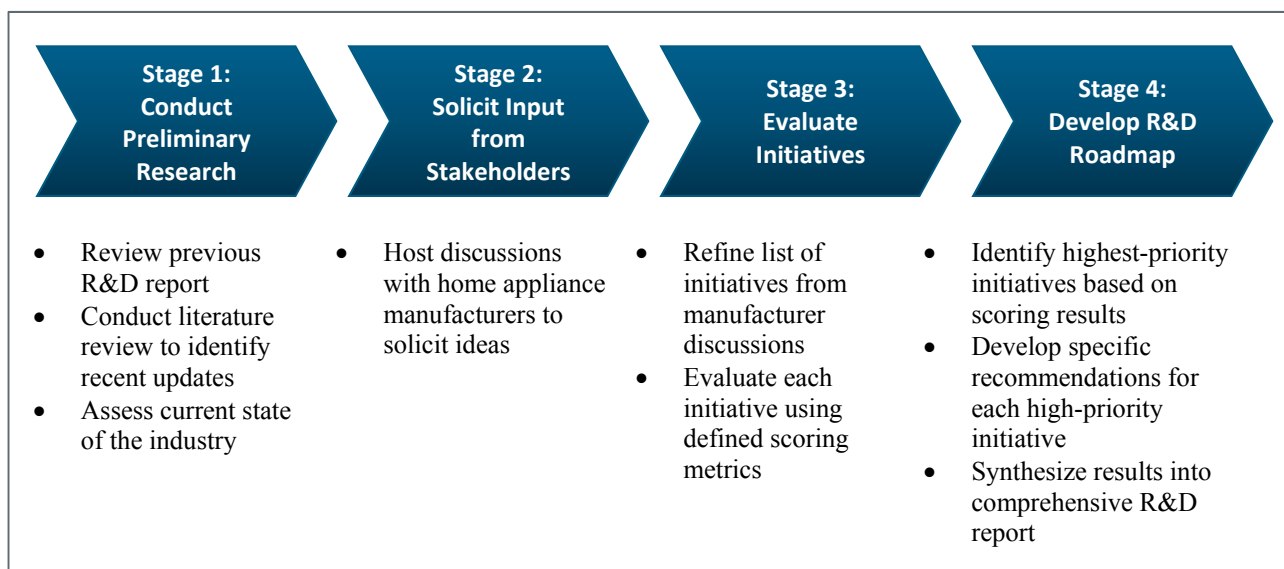 Stage 1:
Conduct
Preliminary
Research
Stage 2:
Solicit Input
from
Stakeholders
Stage 3:
Evaluate
Initiatives
Stage 4:
Develop R&D
Roadmap
• Review previous
R&D report
• Conduct literature
review to identify
recent updates
• Assess current state
of the industry
• Host discussions
with home appliance
manufacturers to
solicit ideas
• Refine list of
initiatives from
manufacturer
discussions
• Evaluate each
initiative using
defined scoring
metrics
• Identify highest-priority
initiatives based on
scoring results
• Develop specific
recommendations for
each high-priority
initiative
• Synthesize results into
comprehensive R&D
report